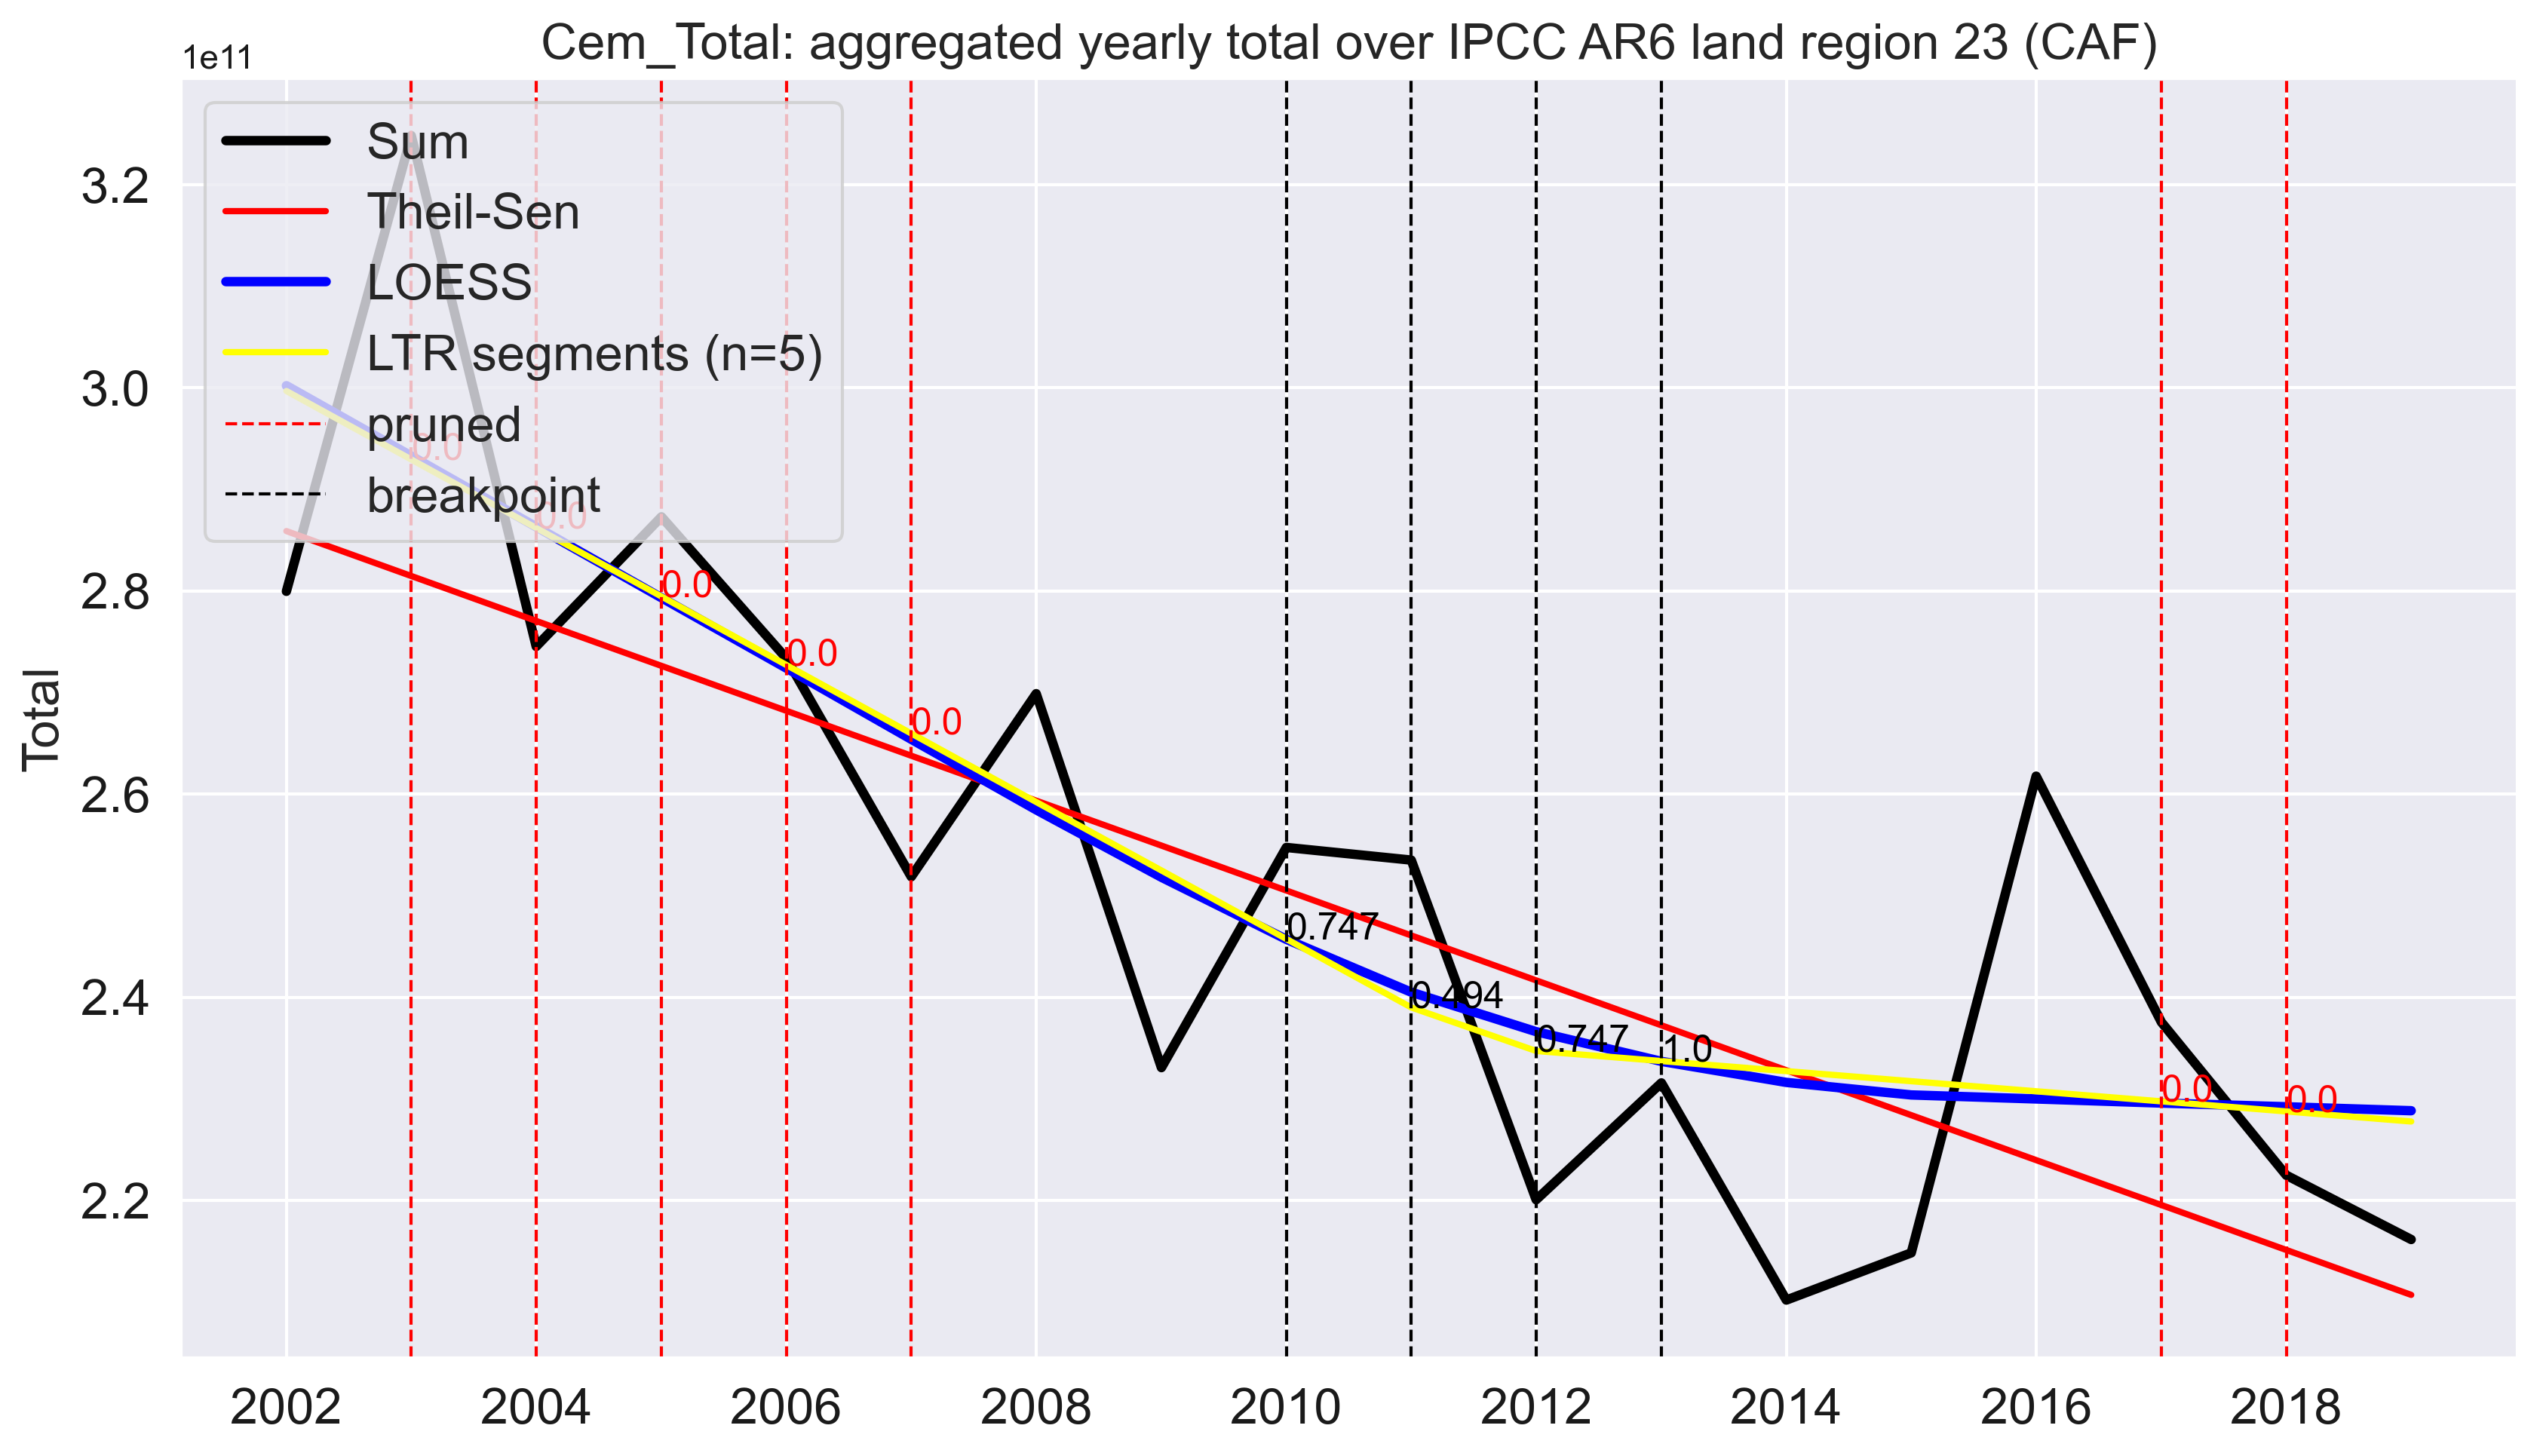 Cem_Total: aggregated yearly total over IPCC AR6 land region 23 (CAF)
1e11
Sum
Theil-Sen
LOESS
LTR segments (n=5)
pruned
breakpoint
3.2
3.0
2.8
2.6
2.4
2.2
Total
0.0
0.0
0.0
0.0
0.0
0.747
0.494
0.747
1.0
0.0
0.0
2002
2004
2006
2008
2010
2012
2014
2016
2018